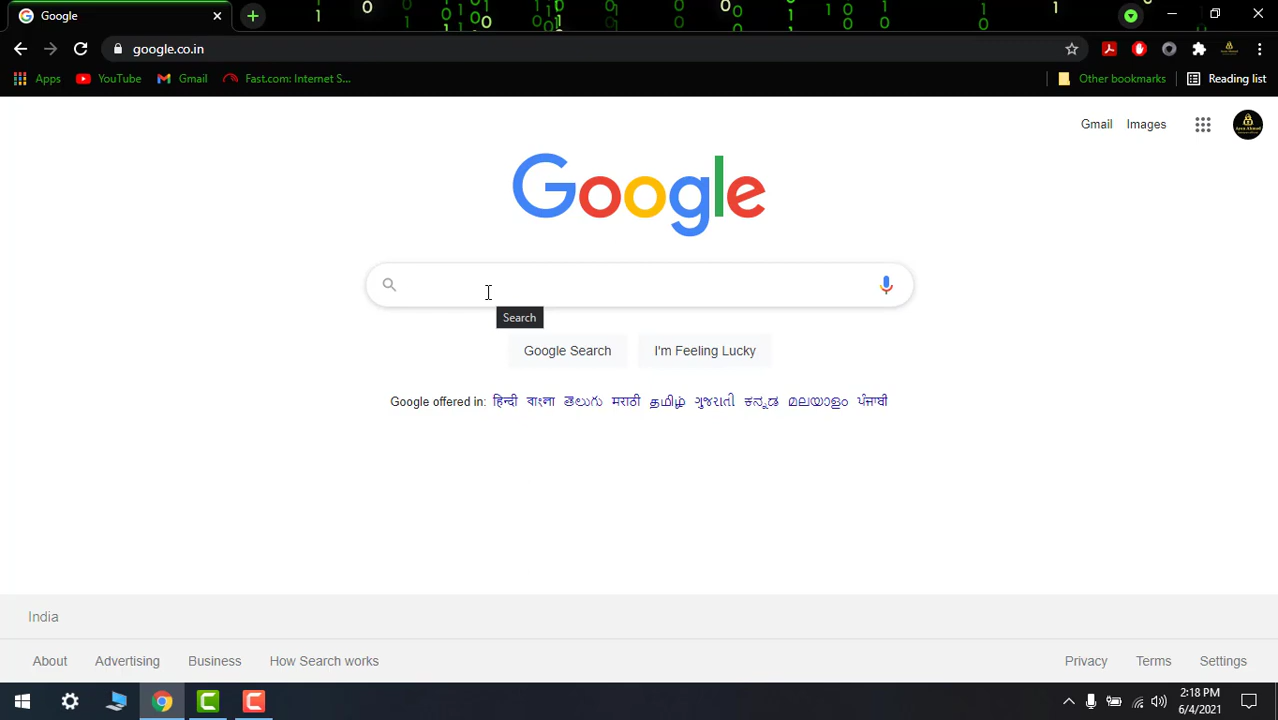 Google
google.co.in
Apps YouTube Gmail Fast.com: Internet S... Other bookmarks Reading list
Gmail Images
Google
Search
Google Search I'm Feeling Lucky
Google offered in: हिन्दी বাংলা తెలుగు मराठी தமிழ் ગુજરાતી ಕನ್ನಡ മലയാളം ਪੰਜਾਬੀ
India
About Advertising Business How Search works Privacy Terms Settings
2:18 PM
6/4/2021